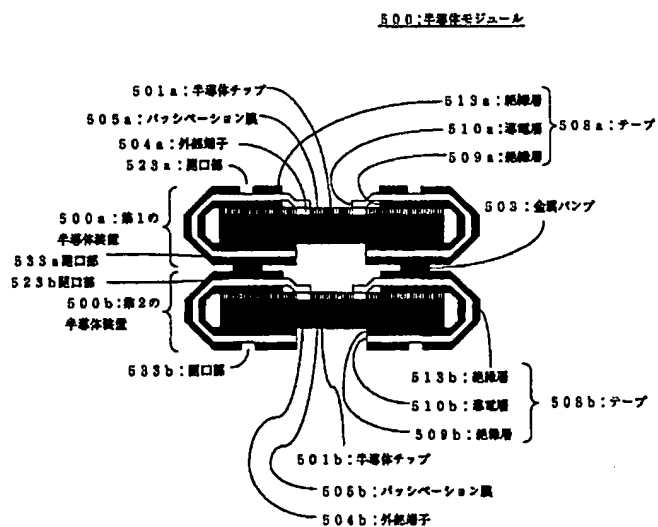 500:半導体モジュール
501a:半導体チップ
505a:パッシベーション膜
504a:外部端子
523a:開口部
500a:第1の
半導体装置
533a開口部
523b開口部
500b:第2の
半導体装置
533b:開口部
513a:絶縁層
510a:導電層
509a:絶縁層
508a:テープ
503:金属バンプ
513b:絶縁層
510b:導電層
509b:絶縁層
508b:テープ
501b:半導体チップ
505b:パッシベーション膜
504b:外部端子